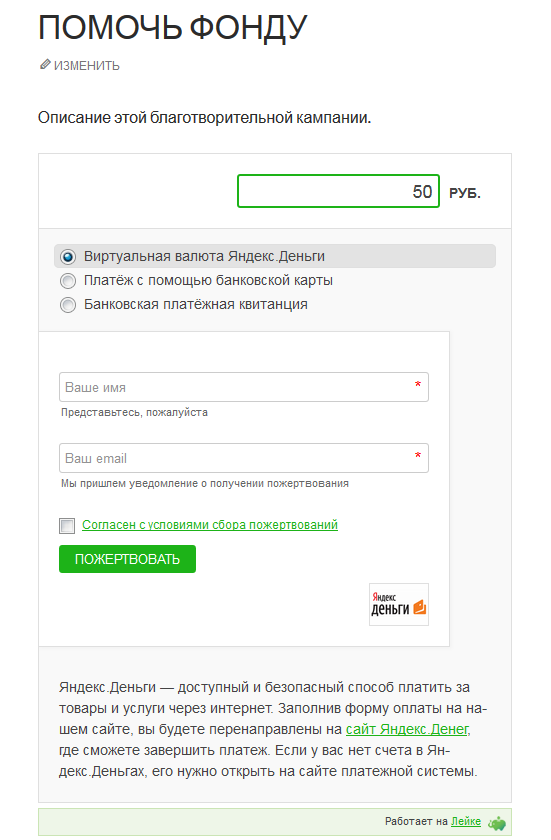 ПОМОЧЬ ФОНДУ
ИЗМЕНИТЬ
Описание этой благотворительной кампании.
50 РУБ.
Виртуальная валюта Яндекс.Деньги
Платёж с помощью банковской карты
Банковская платёжная квитанция
Ваше имя *
Представьтесь, пожалуйста
Ваш email *
Мы пришлем уведомление о получении пожертвования
Согласен с условиями сбора пожертвований
ПОЖЕРТВОВАТЬ
Яндекс
деньги
Яндекс.Деньги — доступный и безопасный способ платить за
товары и услуги через интернет. Заполнив форму оплаты на на-
шем сайте, вы будете перенаправлены на сайт Яндекс.Денег,
где сможете завершить платеж. Если у вас нет счета в Ян-
декс.Деньгах, его нужно открыть на сайте платежной системы.
Работает на Лейке